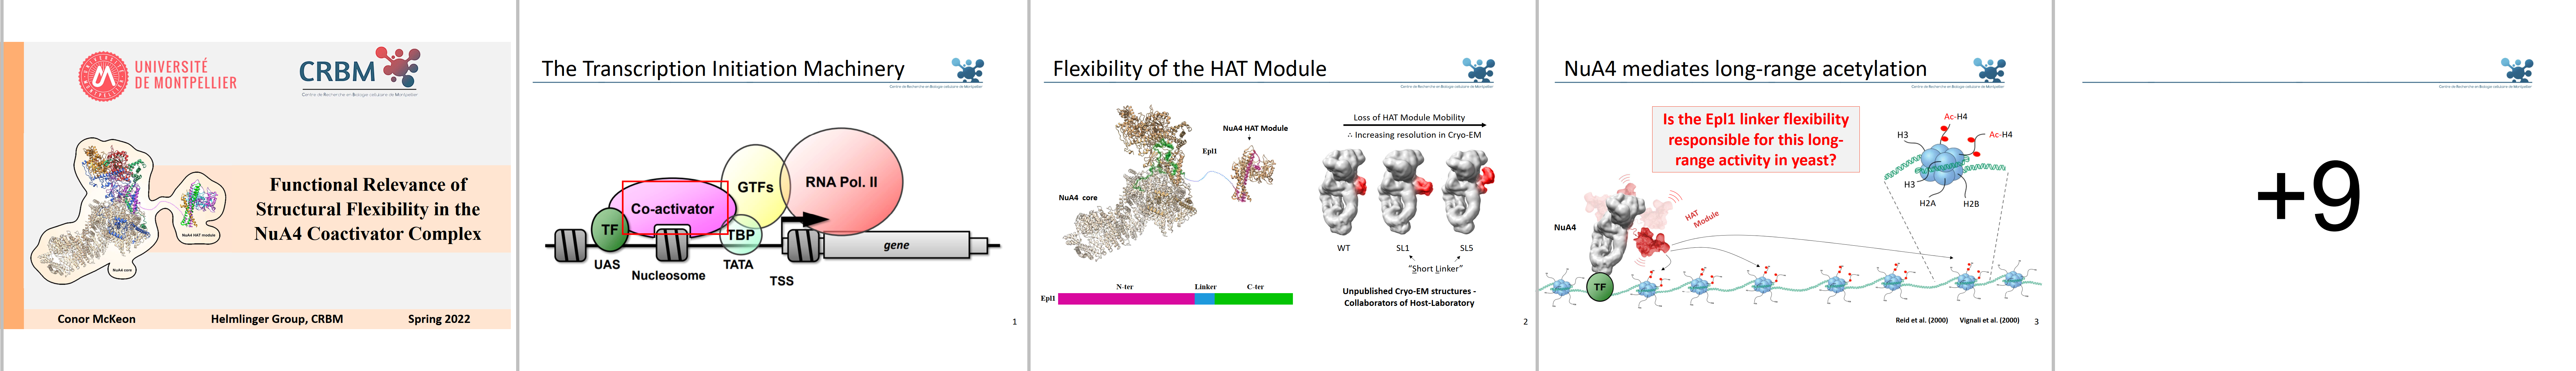 UNIVERSITÉ
DE MONTPELLIER
CRBM
Centre de Recherche en Biologie cellulaire de Montpellier
Functional Relevance of
Structural Flexibility in the
NuA4 Coactivator Complex
NuA4 HAT module
NuA4 core
Conor McKeon
Helmlinger Group, CRBM
Spring 2022
The Transcription Initiation Machinery
Centre de Recherche en Biologie cellulaire de Montpellier
Co-activator
GTFs
RNA Pol. II
TF
TBP
gene
UAS
Nucleosome
TATA
TSS
1
Flexibility of the HAT Module
Centre de Recherche en Biologie cellulaire de Montpellier
NuA4 HAT Module
Epl1
NuA4 core
Loss of HAT Module Mobility
∴ Increasing resolution in Cryo-EM
WT
SL1
SL5
“Short Linker”
N-ter
Linker
C-ter
Epl1
Unpublished Cryo-EM structures -
Collaborators of Host-Laboratory
2
NuA4 mediates long-range acetylation
Centre de Recherche en Biologie cellulaire de Montpellier
Is the Epl1 linker flexibility
responsible for this long-
range activity in yeast?
Ac-H4
H3
Ac-H4
H3
H2A
H2B
HAT
Module
NuA4
TF
Reid et al. (2000)
Vignali et al. (2000)
3
Centre de Recherche en Biologie cellulaire de Montpellier
+9